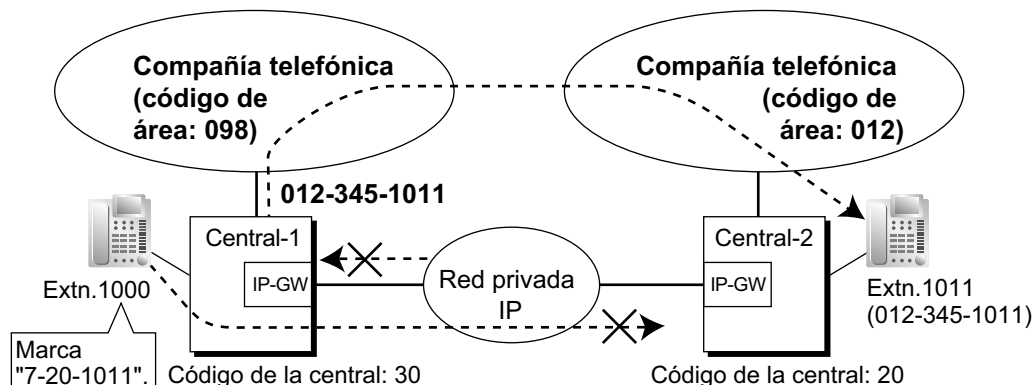 Compañía telefónica
(código de
área: 098)
Compañía telefónica
(código de
área: 012)
012-345-1011
Central-1
IP-GW
Extn.1000
Marca
"7-20-1011".
Código de la central: 30
Red privada
IP
Central-2
IP-GW
Extn.1011
(012-345-1011)
Código de la central: 20